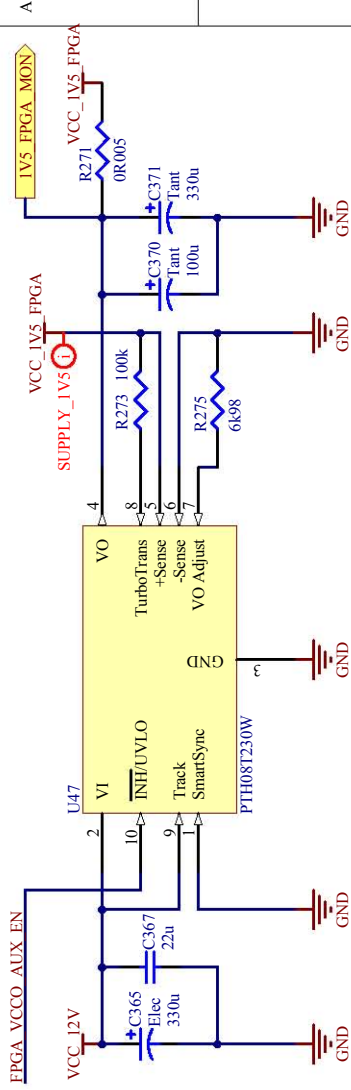 A
1V5_FPGA_MON
VCC_1V5_FPGA
R271
0R005
C371
Tant
330u
C370
Tant
100u
GND
VCC_1V5_FPGA
SUPPLY_1V5
i
R273 100k
R275
6k98
GND
U47
VI
2
INH/UVLO
10
Track
9
SmartSync
1
VO
4
TurboTrans
8
+Sense
5
-Sense
6
VO Adjust
7
GND
3
PTH08T230W
GND
FPGA_VCCO_AUX_EN
VCC_12V
C365
Elec
330u
C367
22u
GND
GND